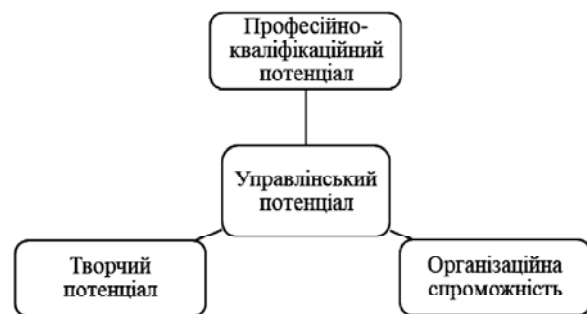 Професійно-
кваліфікаційний
потенціал
Управлінський
потенціал
Творчий
потенціал
Організаційна
спроможність